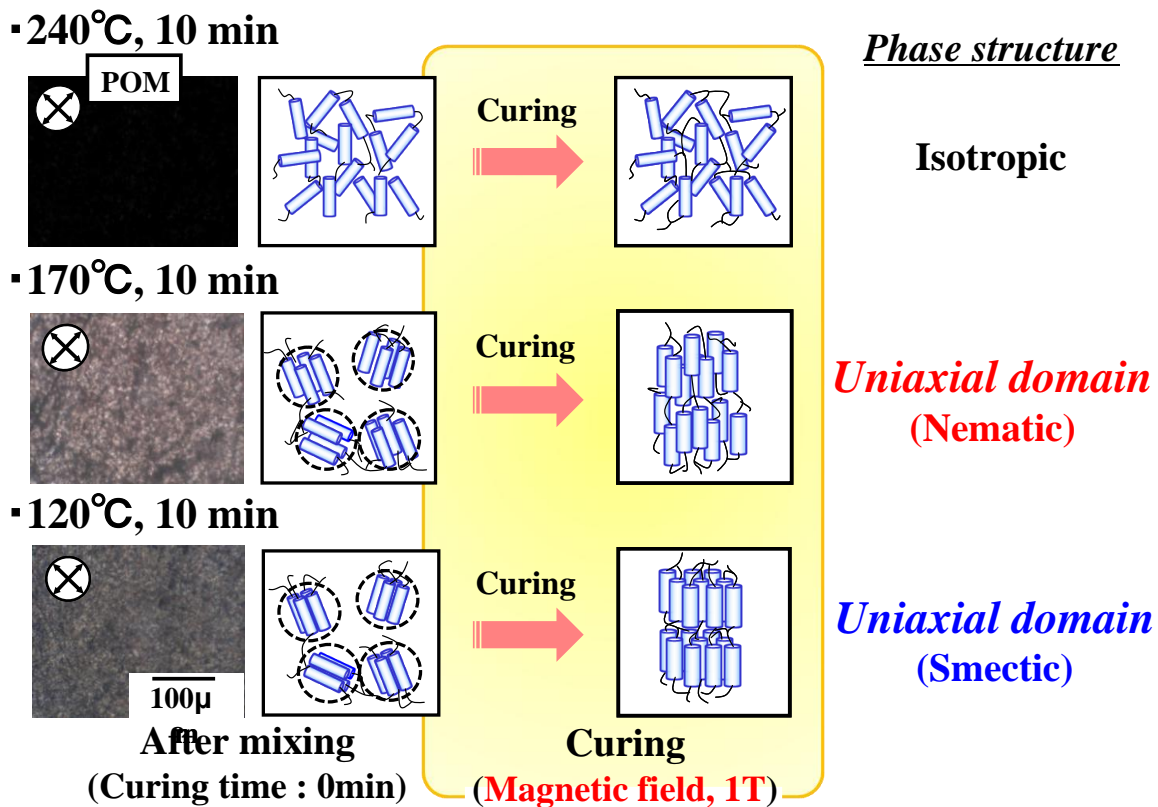 ▪240℃, 10 min
POM
Curing
Phase structure
Isotropic
▪170℃, 10 min
Curing
Uniaxial domain
(Nematic)
▪120℃, 10 min
Curing
Uniaxial domain
(Smectic)
100μ
m
After mixing
(Curing time : 0min)
Curing
(Magnetic field, 1T)